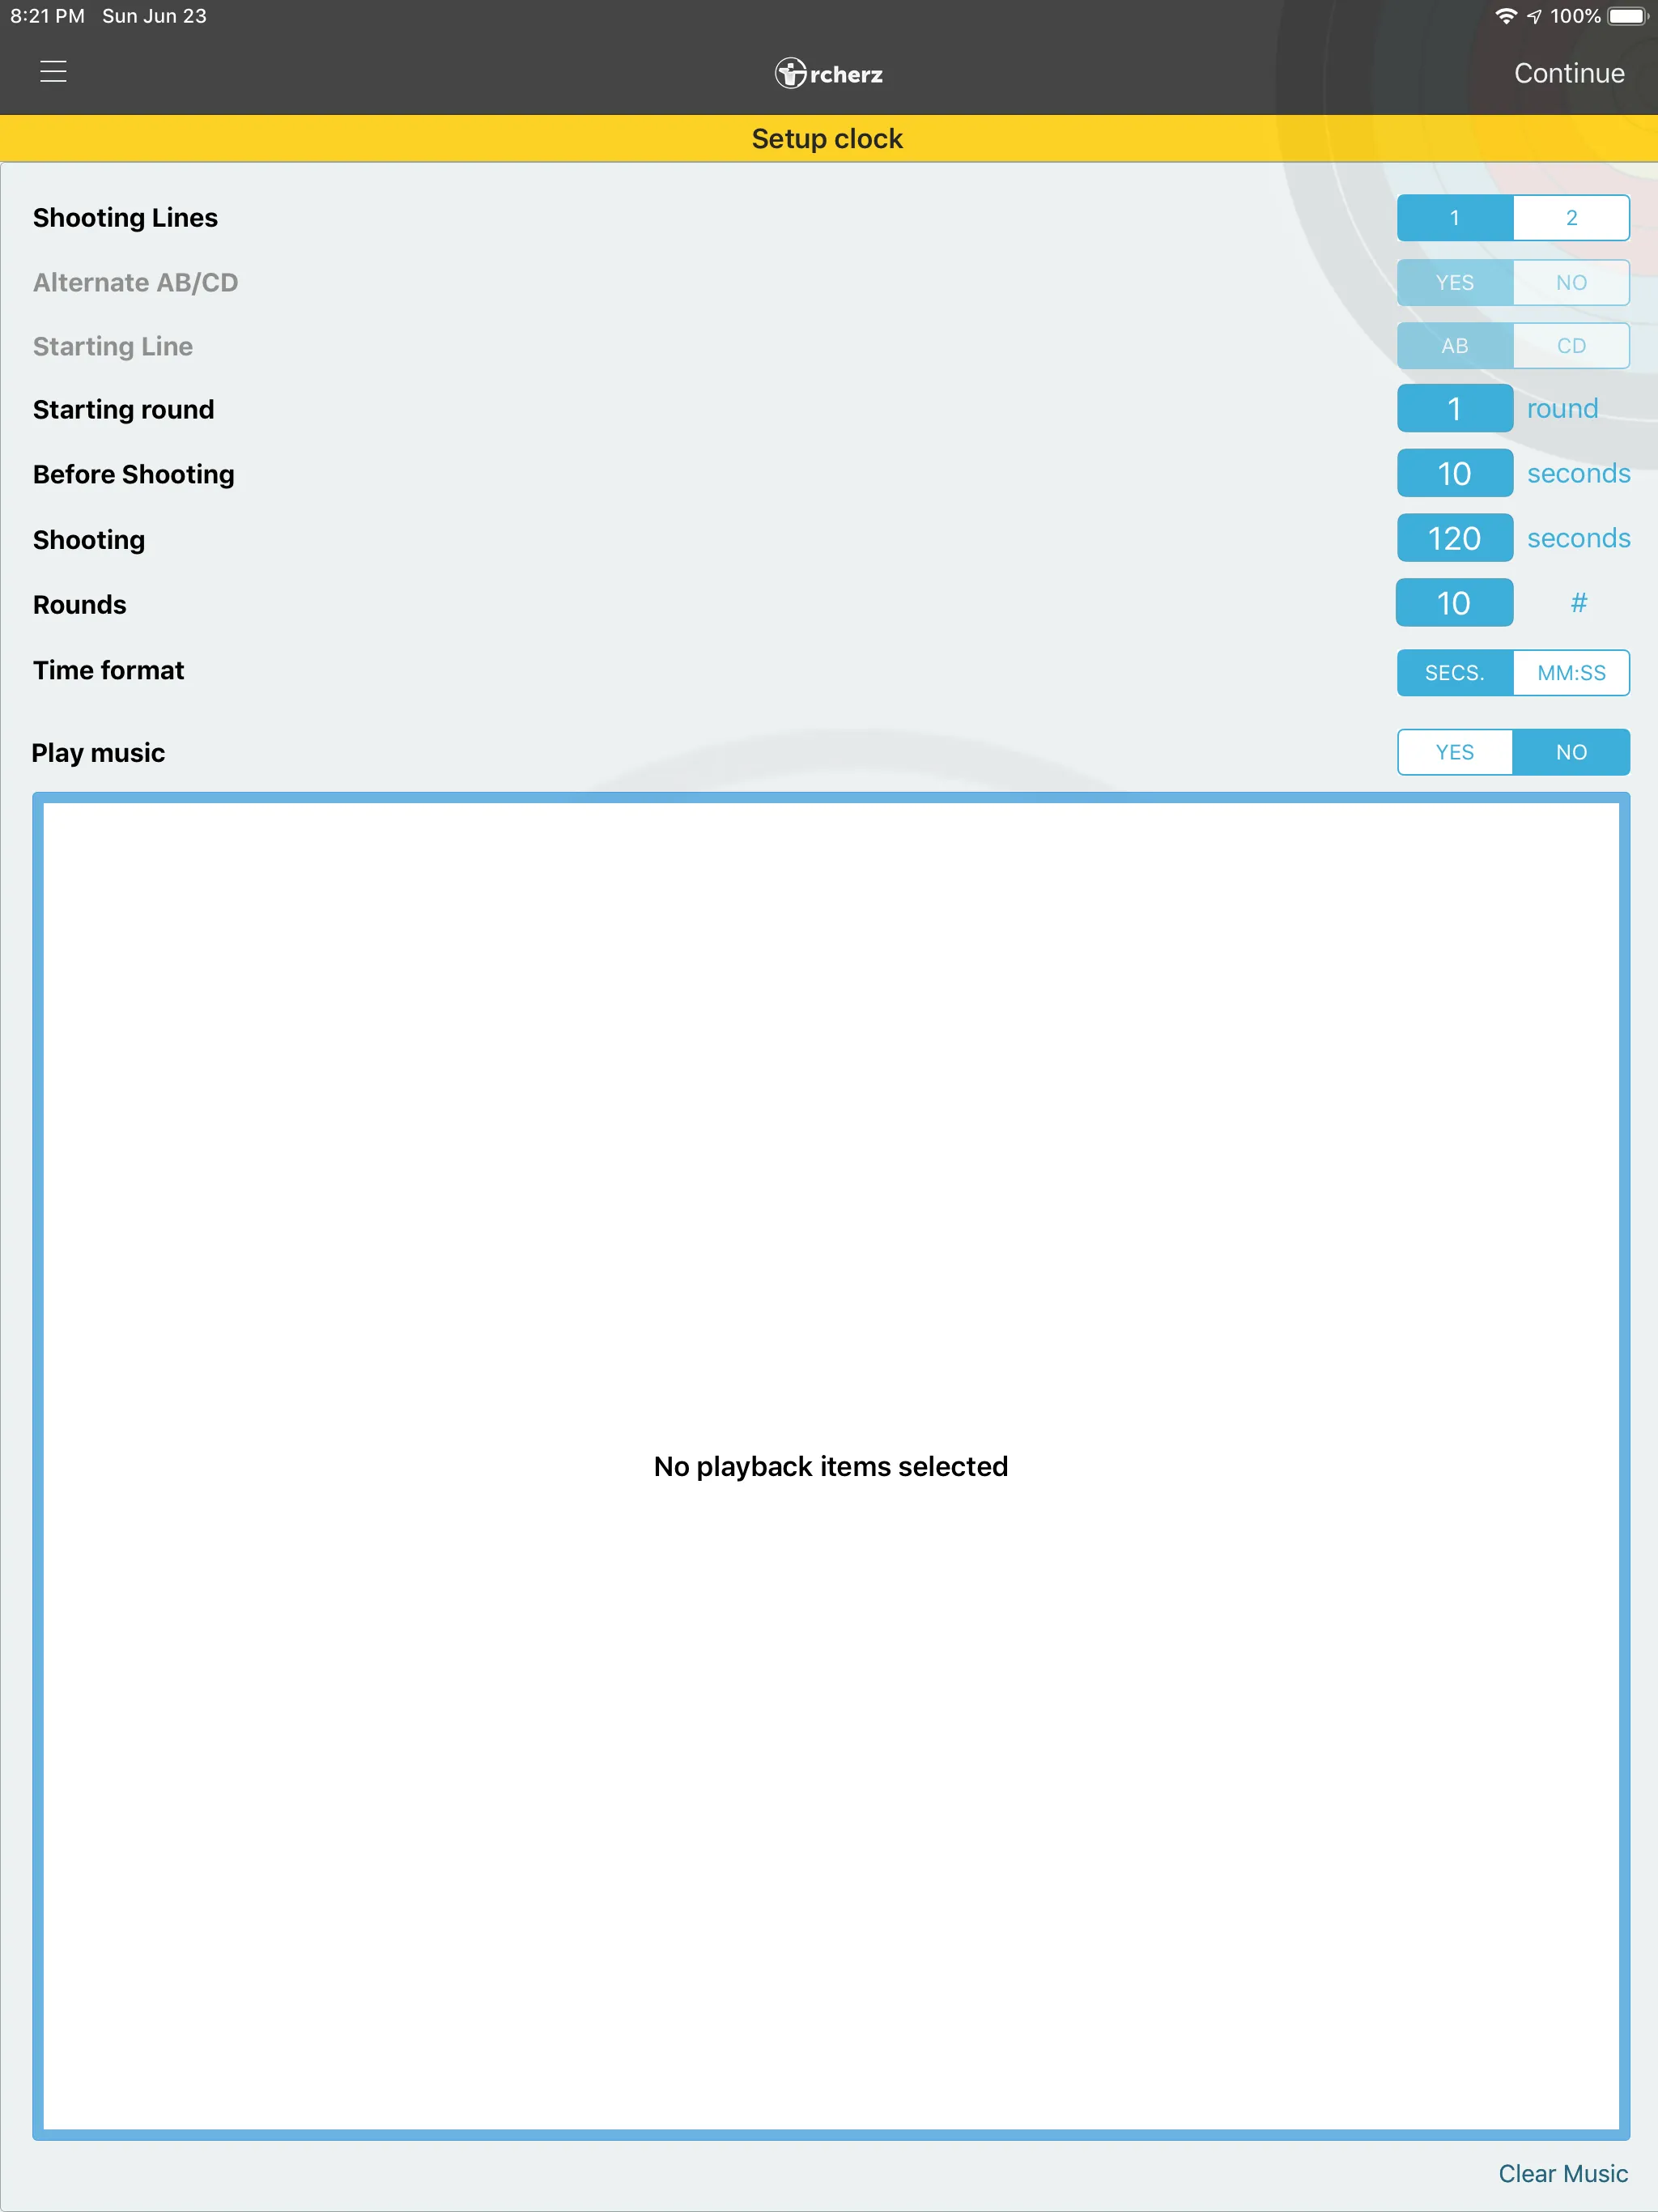 8:21 PM Sun Jun 23 100%
rcherz Continue
Setup clock
Shooting Lines 1 2
Alternate AB/CD YES NO
Starting Line AB CD
Starting round 1 round
Before Shooting 10 seconds
Shooting 120 seconds
Rounds 10 #
Time format SECS. MM:SS
Play music YES NO
No playback items selected
Clear Music